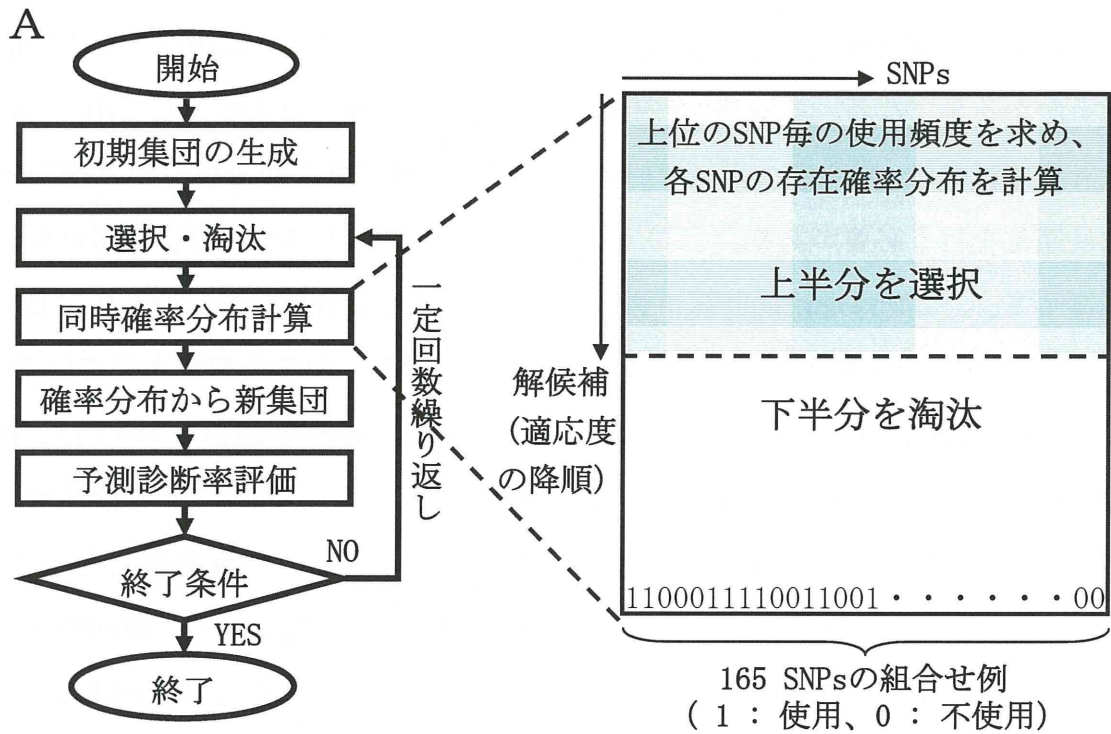 A
開始
初期集団の生成
選択・淘汰
同時確率分布計算
確率分布から新集団
予測診断率評価
終了条件
NO
YES
終了
一定回数繰り返し
SNPs
上位のSNP毎の使用頻度を求め、
各SNPの存在確率分布を計算
上半分を選択
解候補
(適応度
の降順)
下半分を淘汰
1100011110011001・・・・・・00
165 SNPsの組合せ例
( 1 : 使用、0 : 不使用)